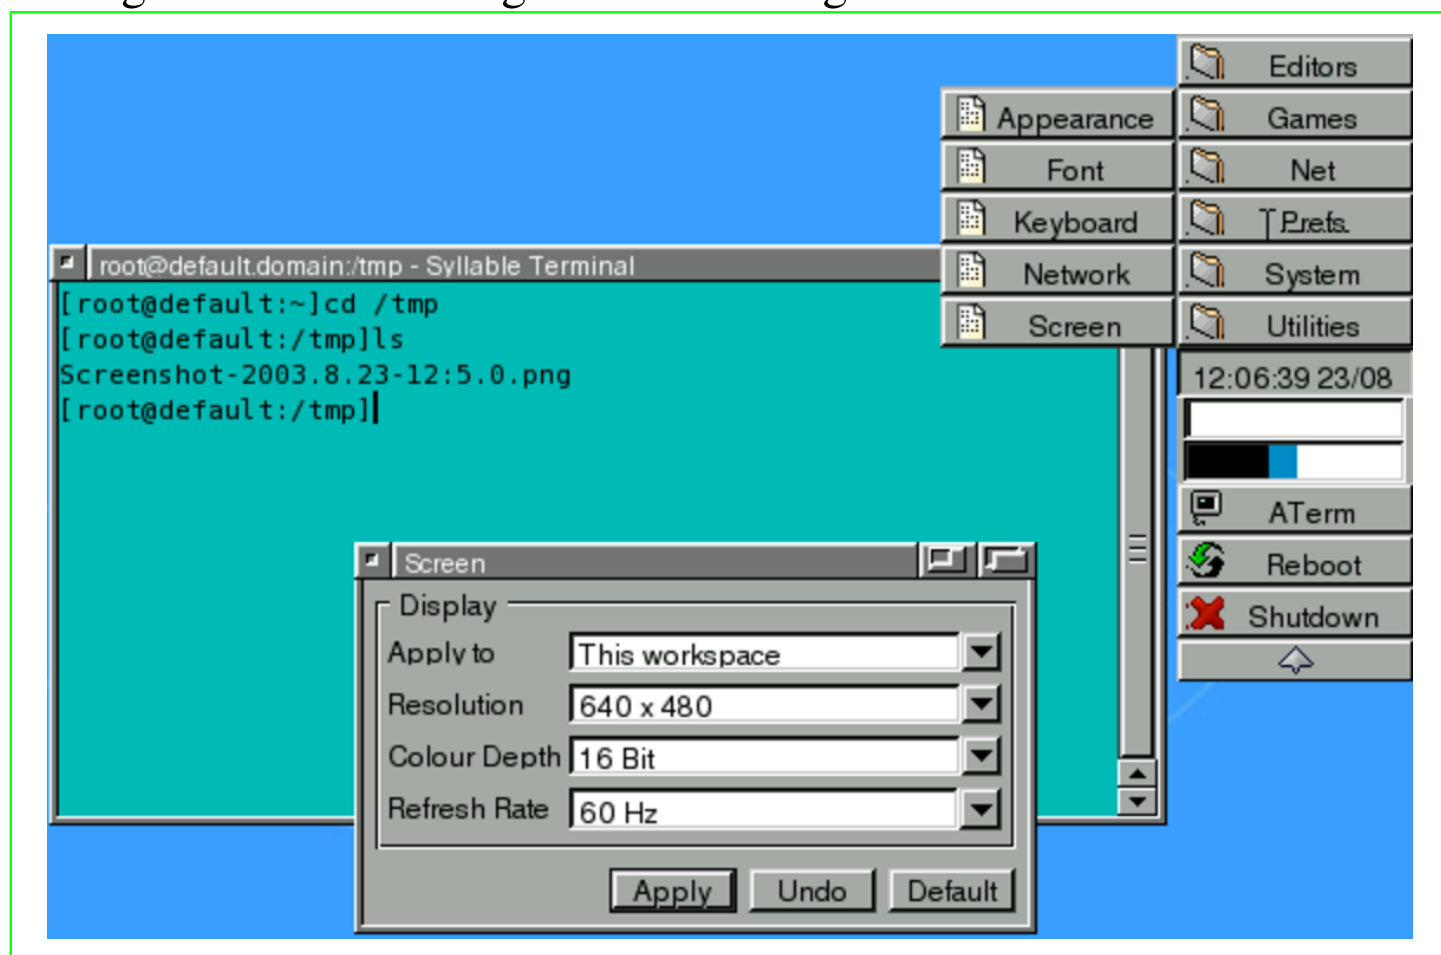 Editors
Appearance
Games
Font
Net
Keyboard
Prefs.
root@default.domain:/tmp - Syllable Terminal
Network
System
[root@default:~]cd /tmp
Screen
Utilities
[root@default:/tmp]ls
Screenshot-2003.8.23-12:5.0.png
12:06:39 23/08
[root@default:/tmp]
ATerm
Screen
Reboot
Display
Shutdown
Apply to
This workspace
Resolution
640 x 480
Colour Depth
16 Bit
Refresh Rate
60 Hz
Apply
Undo
Default